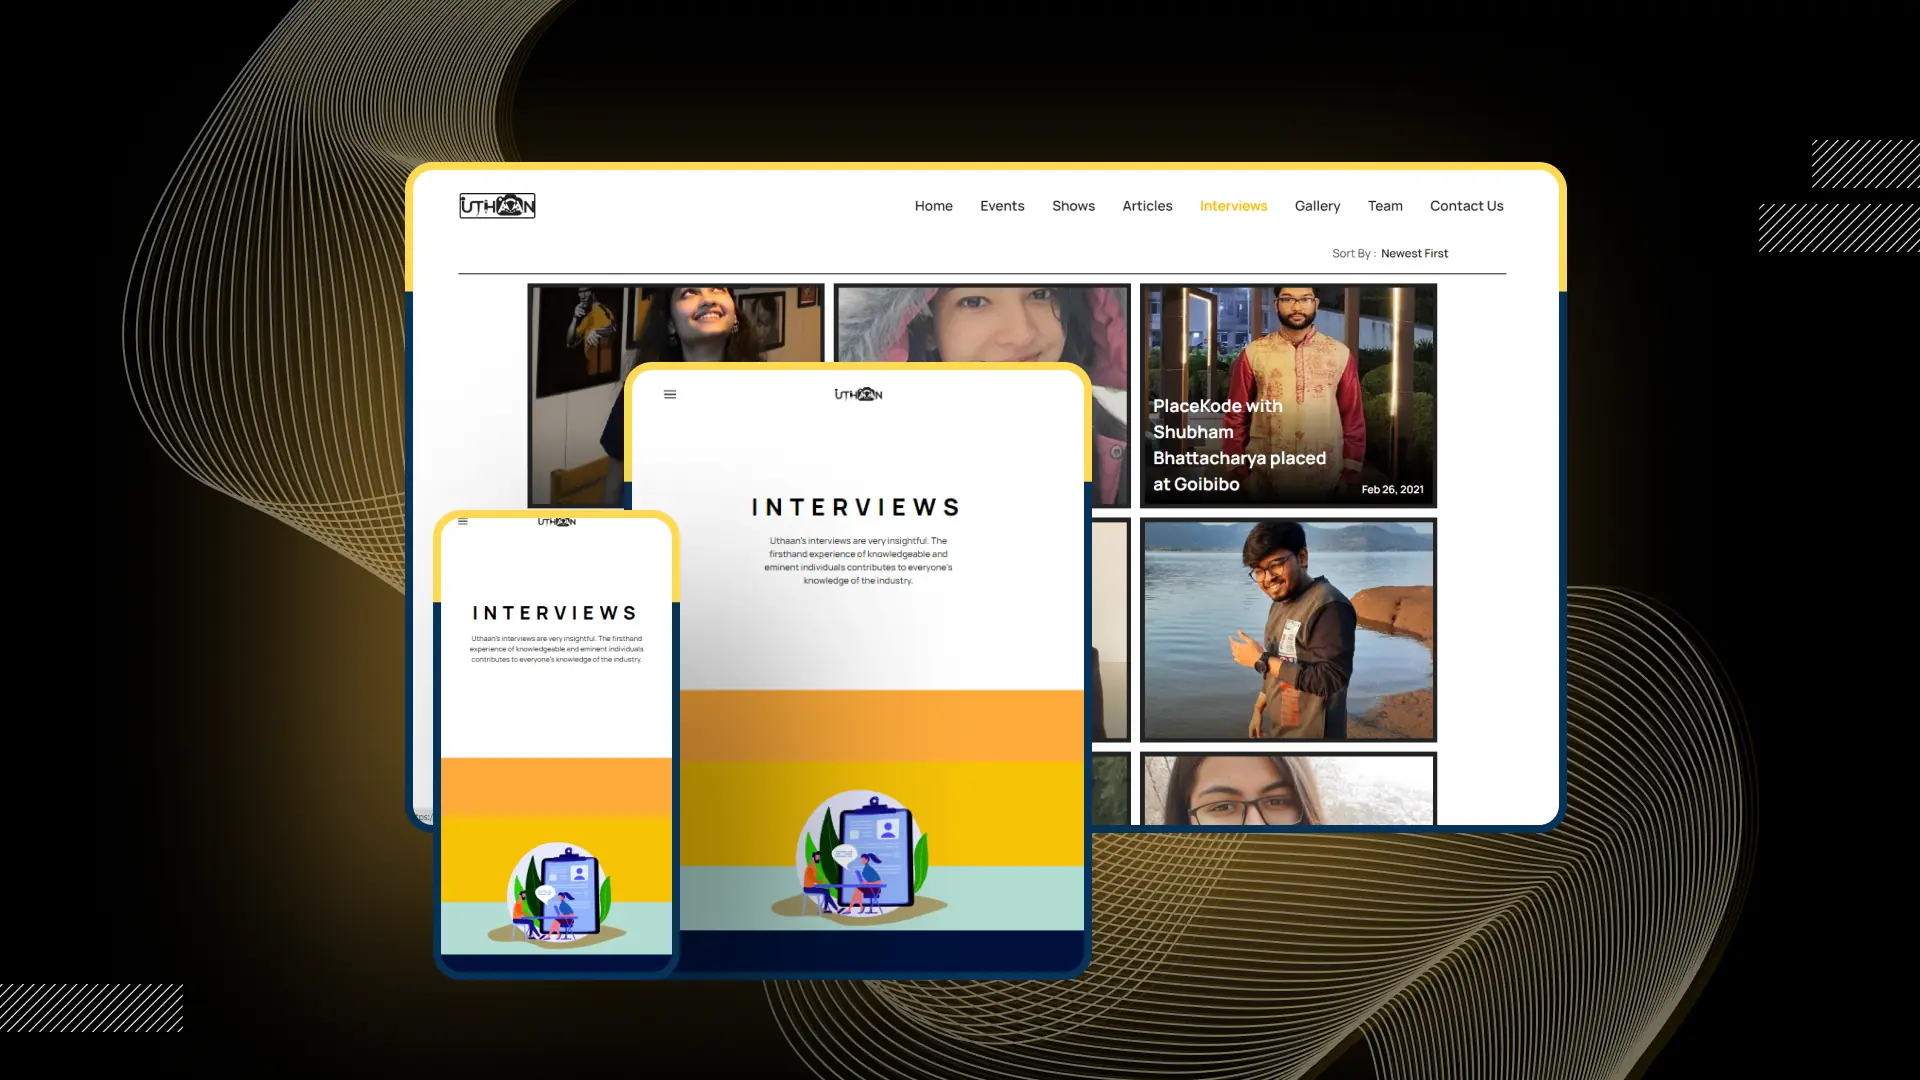 UTHAAN
Home Events Shows Articles Interviews Gallery Team Contact Us
Sort By : Newest First
PlaceKode with
Shubham
Bhattacharya placed
at Goibibo
Feb 26, 2021
UTHAAN
INTERVIEWS
Uthaan's interviews are very insightful. The
firsthand experience of knowledgeable and
eminent individuals contributes to everyone's
knowledge of the industry.
UTHAAN
INTERVIEWS
Uthaan's interviews are very insightful. The firsthand
experience of knowledgeable and eminent individuals
contributes to everyone's knowledge of the industry.